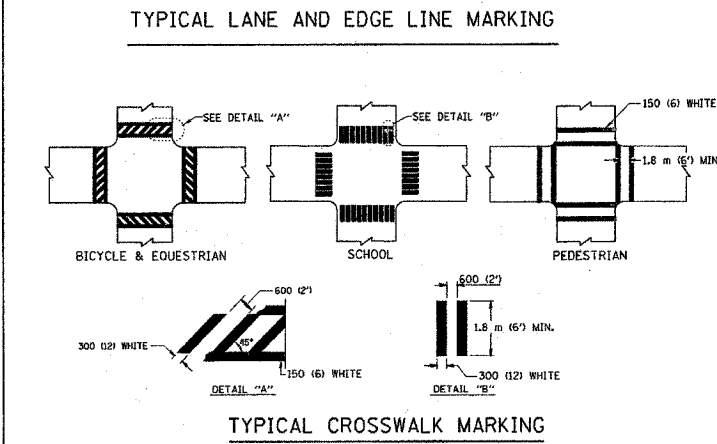 TYPICAL LANE AND EDGE LINE MARKING
SEE DETAIL "A"
SEE DETAIL "B"
150 (6) WHITE
1.8 m (6') MIN
BICYCLE & EQUESTRIAN
SCHOOL
PEDESTRIAN
600 (2')
300 (12) WHITE
45°
150 (6) WHITE
DETAIL "A"
600 (2')
1.8 m (6') MIN.
300 (12) WHITE
DETAIL "B"
TYPICAL CROSSWALK MARKING